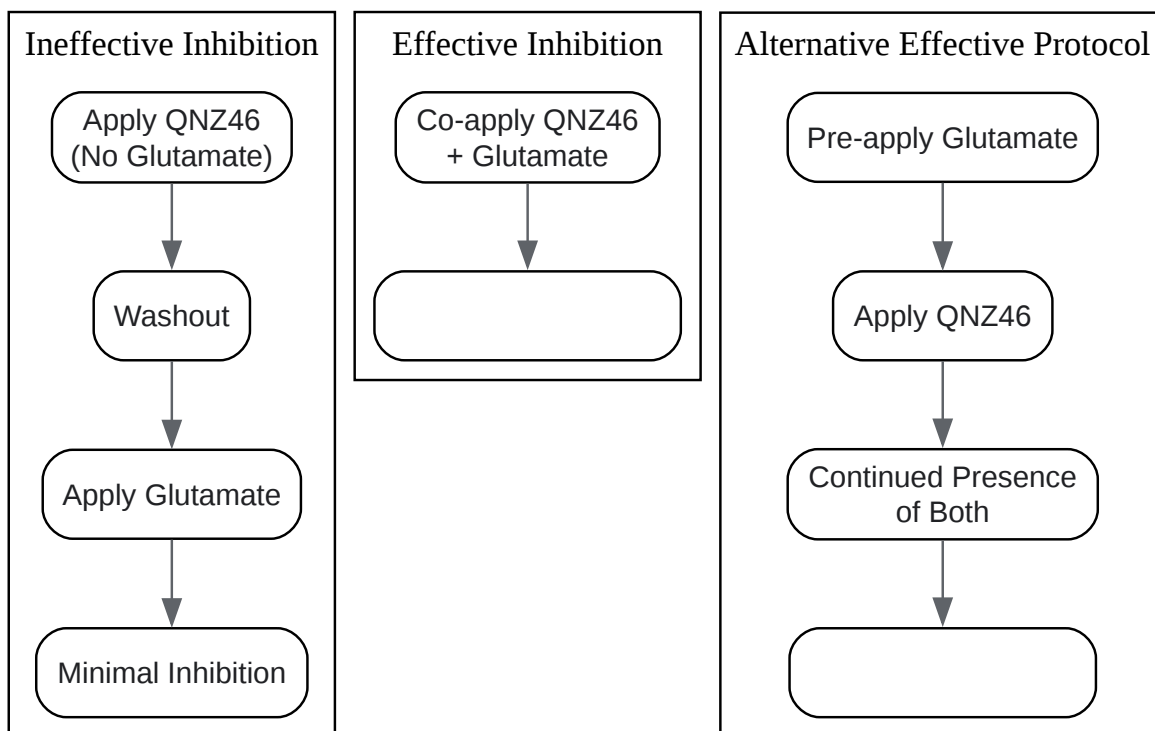 Ineffective Inhibition
Apply QNZ46
(No Glutamate)
Washout
Apply Glutamate
Minimal Inhibition
Effective Inhibition
Co-apply QNZ46
+ Glutamate
Alternative Effective Protocol
Pre-apply Glutamate
Apply QNZ46
Continued Presence
of Both